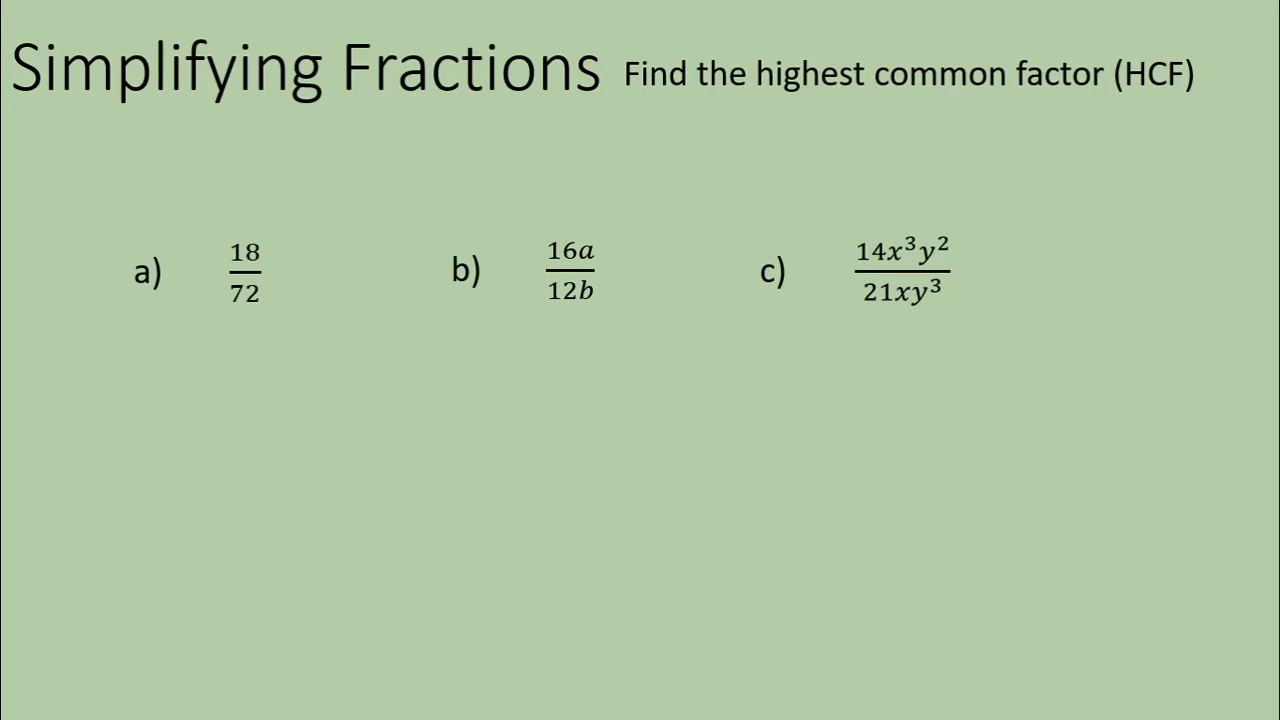 Simplifying Fractions Find the highest common factor (HCF)
a) 18/72 b) 16a/12b c) 14x³y²/21xy³